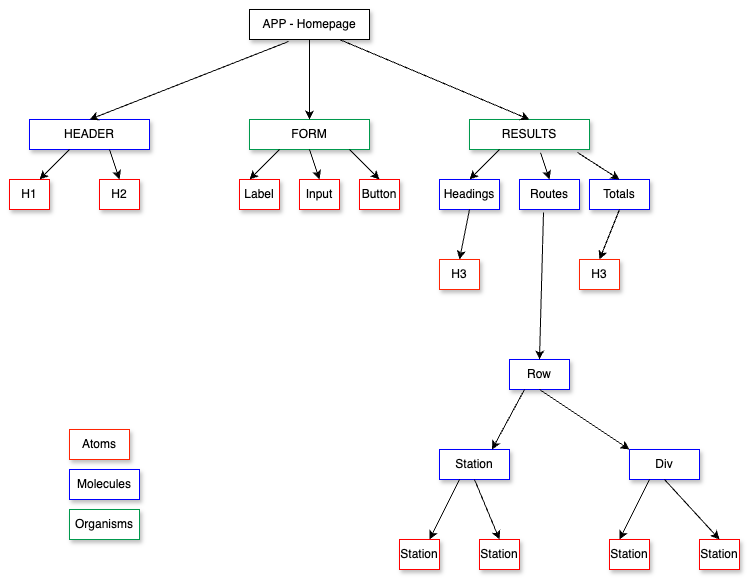 APP - Homepage
HEADER
FORM
RESULTS
H1
H2
Label
Input
Button
Headings
Routes
Totals
H3
H3
Row
Atoms
Molecules
Organisms
Station
Div
Station
Station
Station
Station